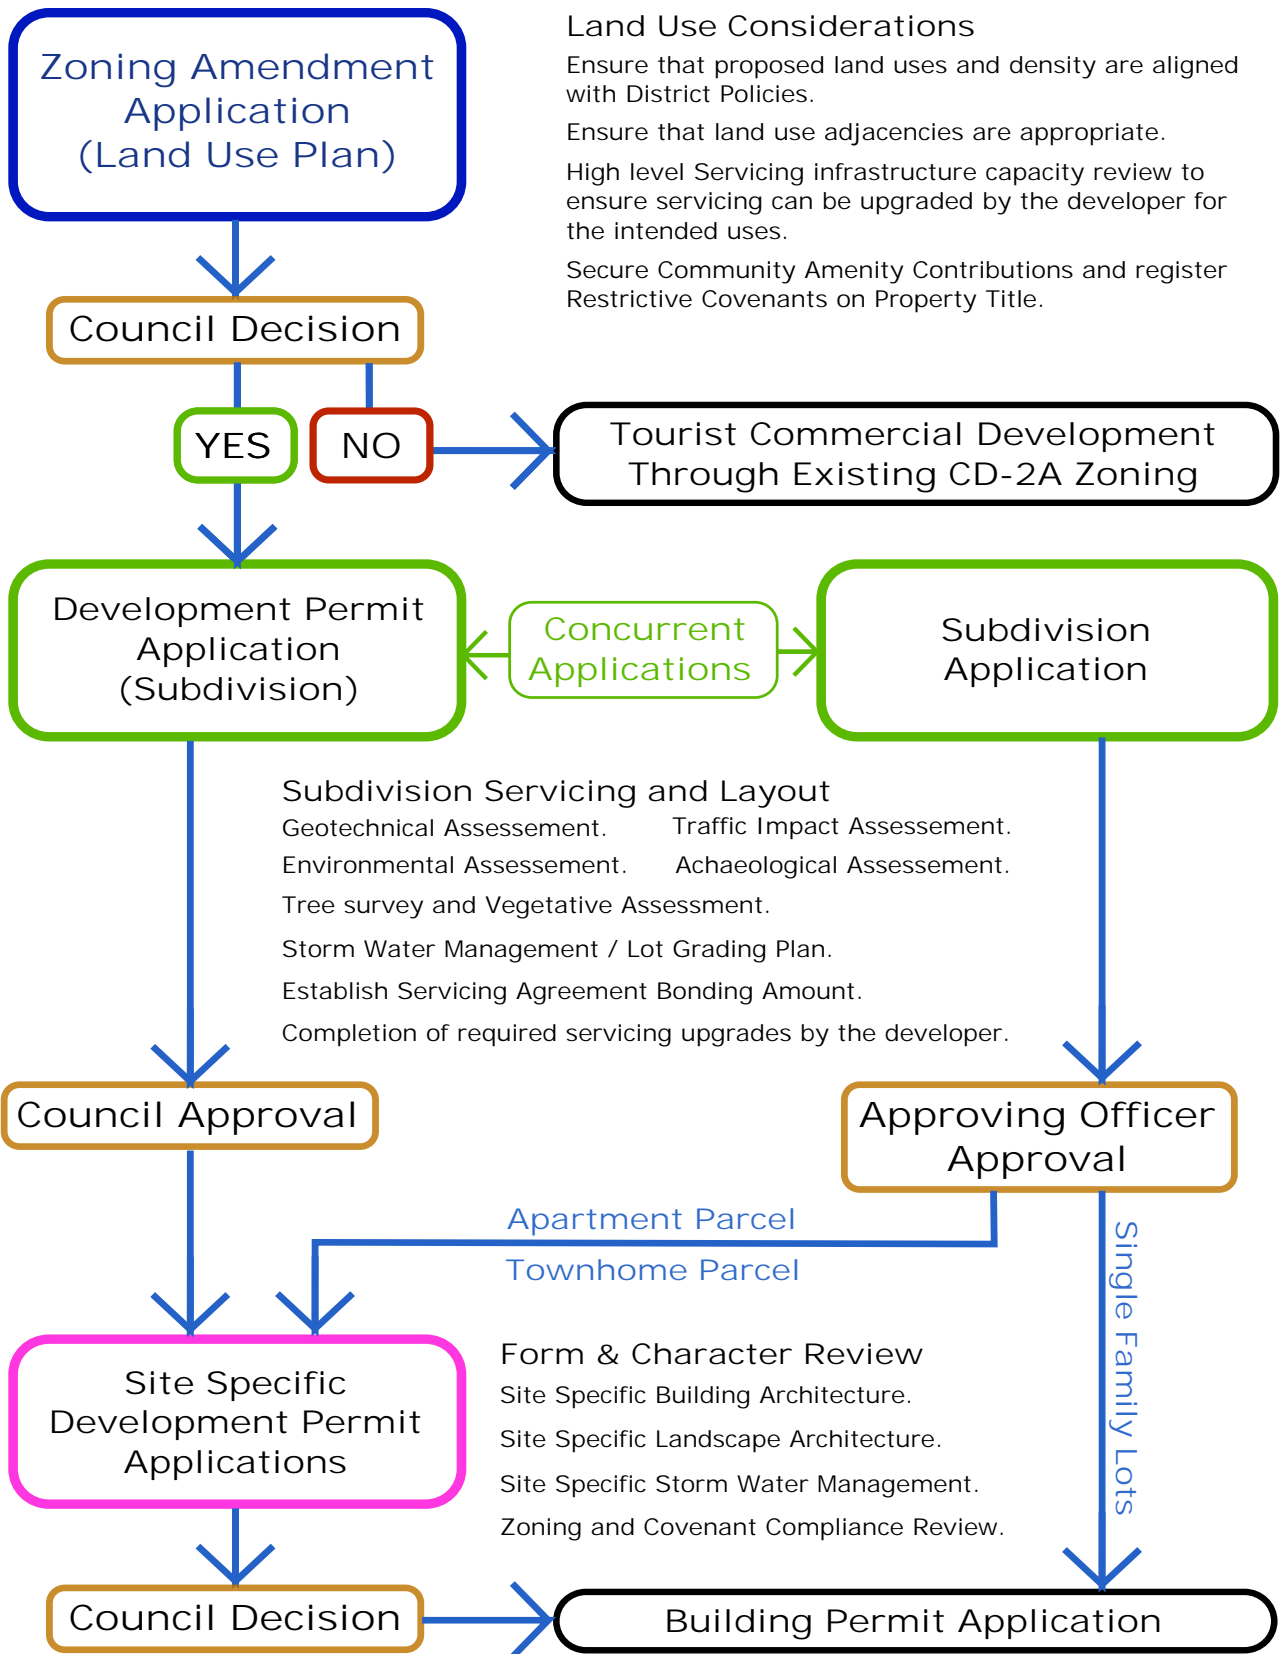 Zoning Amendment
Application
(Land Use Plan)
Land Use Considerations
Ensure that proposed land uses and density are aligned
with District Policies.
Ensure that land use adjacencies are appropriate.
High level Servicing infrastructure capacity review to
ensure servicing can be upgraded by the developer for
the intended uses.
Secure Community Amenity Contributions and register
Restrictive Covenants on Property Title.
Council Decision
YES
NO
Tourist Commercial Development
Through Existing CD-2A Zoning
Development Permit
Application
(Subdivision)
Concurrent
Applications
Subdivision
Application
Subdivision Servicing and Layout
Geotechnical Assessement.
Traffic Impact Assessement.
Environmental Assessement.
Achaeological Assessement.
Tree survey and Vegetative Assessment.
Storm Water Management / Lot Grading Plan.
Establish Servicing Agreement Bonding Amount.
Completion of required servicing upgrades by the developer.
Council Approval
Approving Officer
Approval
Apartment Parcel
Townhome Parcel
Single Family Lots
Site Specific
Development Permit
Applications
Form & Character Review
Site Specific Building Architecture.
Site Specific Landscape Architecture.
Site Specific Storm Water Management.
Zoning and Covenant Compliance Review.
Council Decision
Building Permit Application